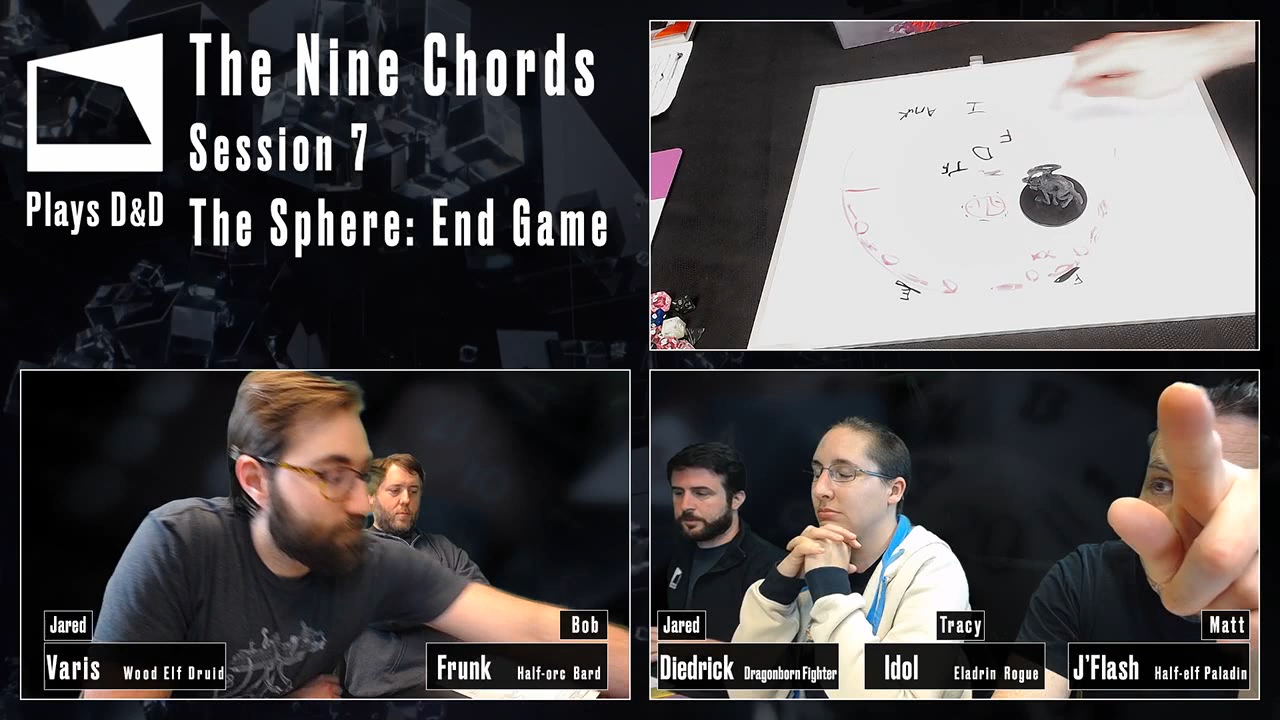 The Nine Chords
Session 7
Plays D&D
The Sphere: End Game
I
Ank
F
D
Jared
Bob
Varis Wood Elf Druid
Frunk Half-orc Bard
Jared
Tracy
Matt
Diedrick Dragonborn Fighter
Idol Eladrin Rogue
J'Flash Half-elf Paladin